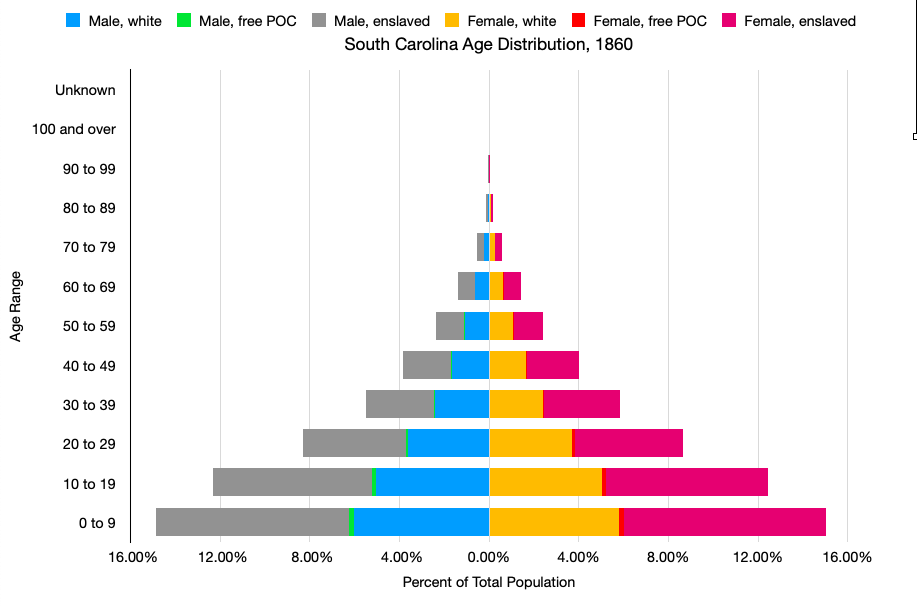 Male, white Male, free POC Male, enslaved Female, white Female, free POC Female, enslaved
South Carolina Age Distribution, 1860
Unknown
100 and over
90 to 99
80 to 89
70 to 79
60 to 69
50 to 59
40 to 49
30 to 39
20 to 29
10 to 19
0 to 9
Age Range
16.00% 12.00% 8.00% 4.00% 0.00% 4.00% 8.00% 12.00% 16.00%
Percent of Total Population